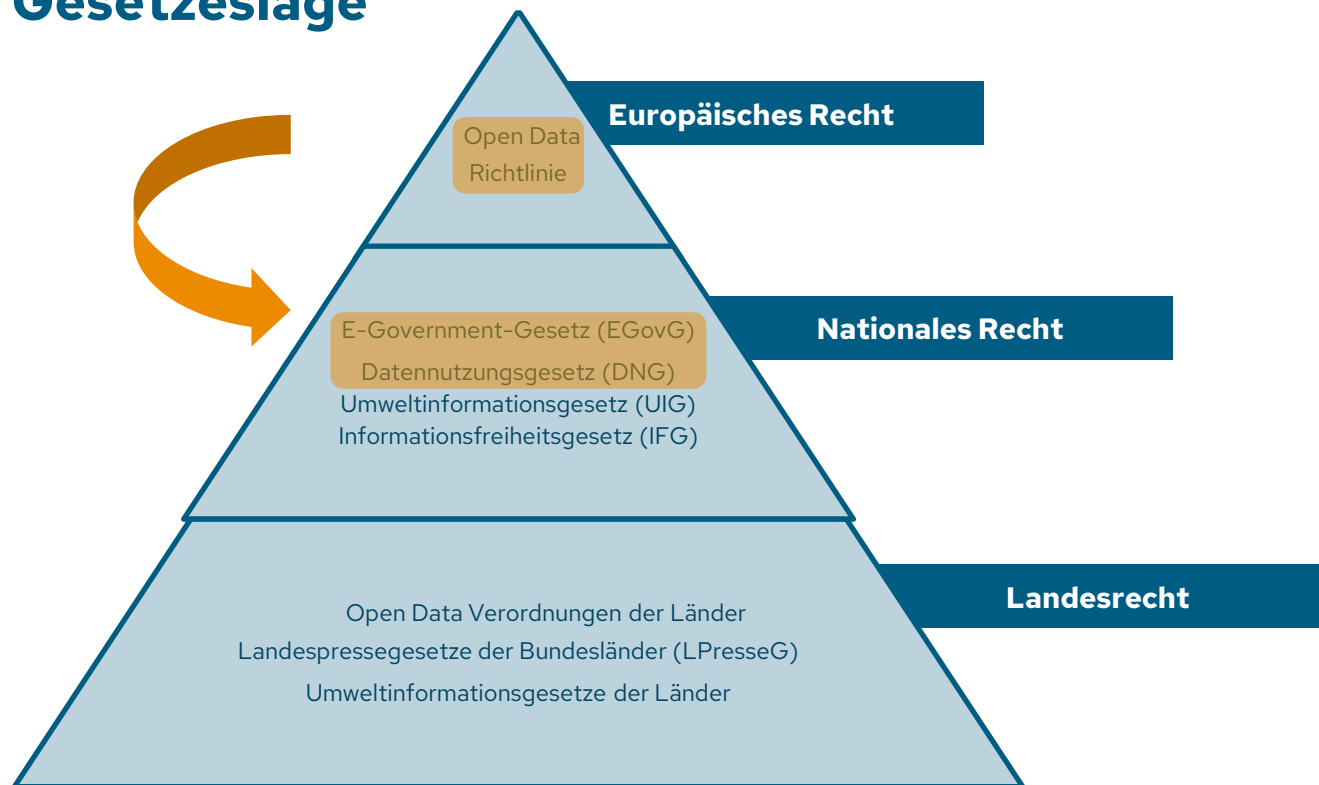 Gesetzeslage
Europäisches Recht
Open Data
Richtlinie
Nationales Recht
E-Government-Gesetz (EGovG)
Datennutzungsgesetz (DNG)
Umweltinformationsgesetz (UIG)
Informationsfreiheitsgesetz (IFG)
Landesrecht
Open Data Verordnungen der Länder
Landespressegesetze der Bundesländer (LPresseG)
Umweltinformationsgesetze der Länder